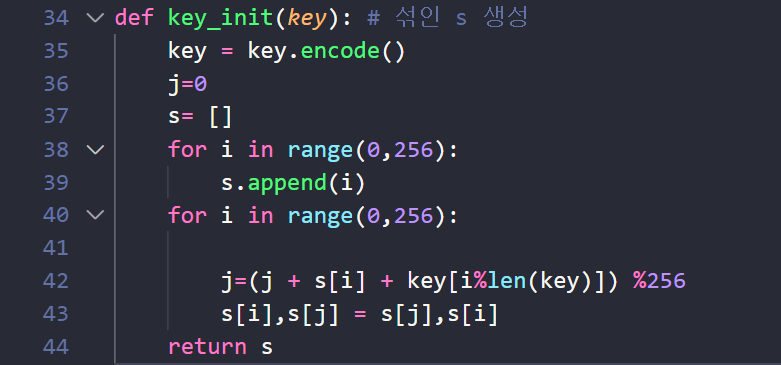 34 def key_init(key): # 섞인 s 생성
35 key = key.encode()
36 j=0
37 s= []
38 for i in range(0,256):
39 s.append(i)
40 for i in range(0,256):
41
42 j=(j + s[i] + key[i%len(key)]) %256
43 s[i],s[j] = s[j],s[i]
44 return s